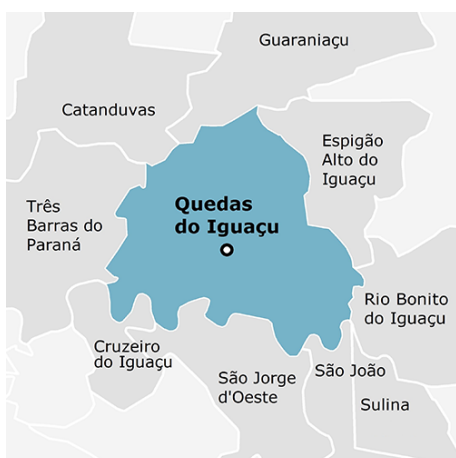 Guaraniaçu
Catanduvas
Espigão
Alto do
Iguaçu
Três
Barras do
Paraná
Quedas
do Iguaçu
Rio Bonito
do Iguaçu
Cruzeiro
do Iguaçu
São Jorge
d'Oeste
São João
Sulina